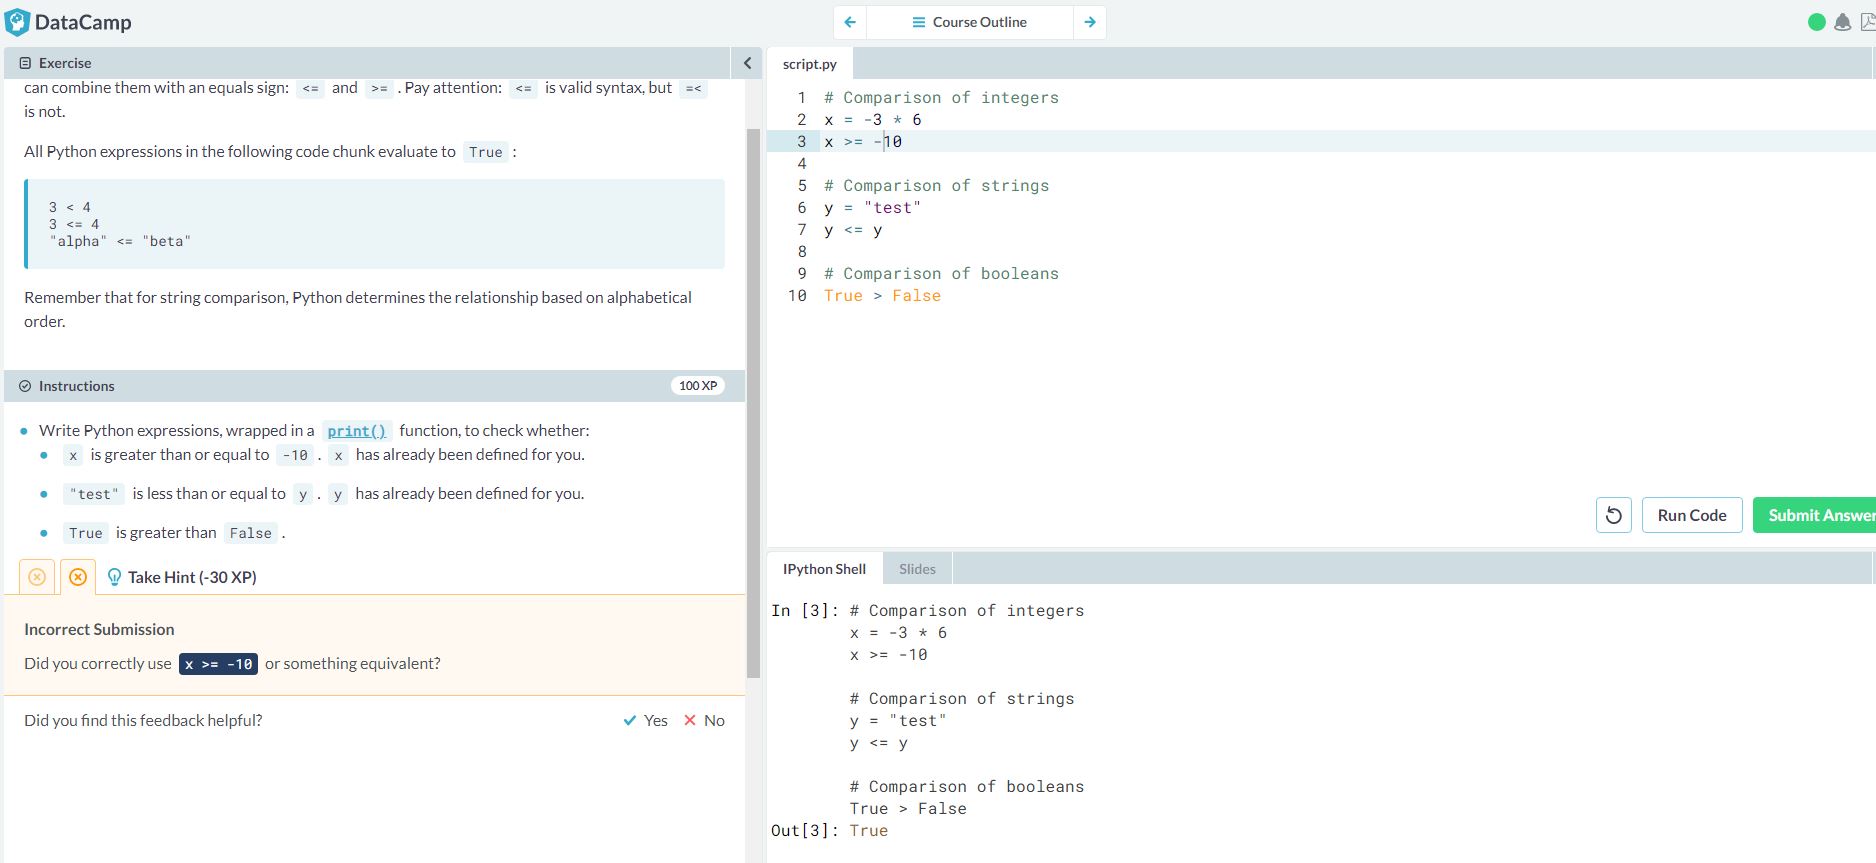 DataCamp
Course Outline
Exercise
can combine them with an equals sign: <= and >= . Pay attention: <= is valid syntax, but =<
is not.
All Python expressions in the following code chunk evaluate to True :
3 < 4
3 <= 4
"alpha" <= "beta"
Remember that for string comparison, Python determines the relationship based on alphabetical
order.
Instructions
100 XP
Write Python expressions, wrapped in a print() function, to check whether:
x is greater than or equal to -10 . x has already been defined for you.
"test" is less than or equal to y . y has already been defined for you.
True is greater than False .
Take Hint (-30 XP)
Incorrect Submission
Did you correctly use x >= -10 or something equivalent?
Did you find this feedback helpful?
Yes
No
script.py
1 # Comparison of integers
2 x = -3 * 6
3 x >= -10
4
5 # Comparison of strings
6 y = "test"
7 y <= y
8
9 # Comparison of booleans
10 True > False
Run Code
Submit Answer
IPython Shell
Slides
In [3]: # Comparison of integers
x = -3 * 6
x >= -10
# Comparison of strings
y = "test"
y <= y
# Comparison of booleans
True > False
Out[3]: True